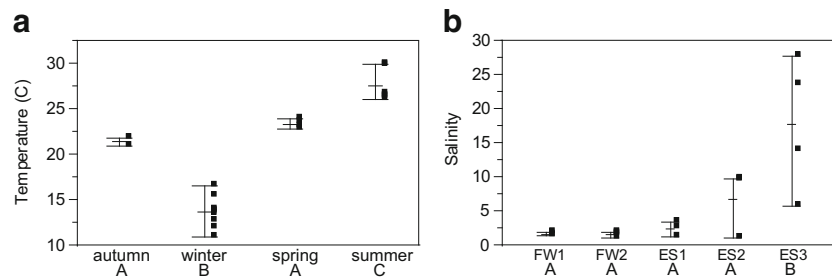 a
Temperature (C)
30
25
20
15
10
autumn winter spring summer
A B A C
b
Salinity
30
25
20
15
10
5
0
FW1 FW2 ES1 ES2 ES3
A A A A B